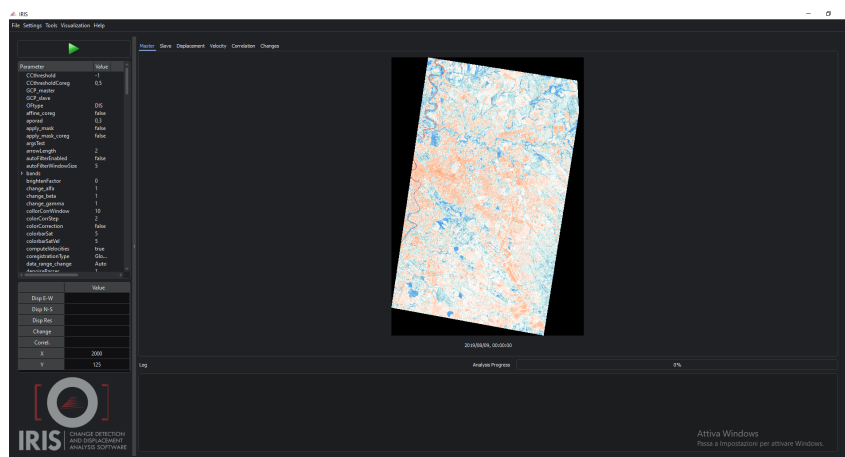 IRIS
File Settings Tools Visualization Help
Master Slave Displacement Velocity Correlation Changes
Parameter Value
CCthreshold -1
CCthresholdCoreg 0,5
GCP_master
GCP_slave
OFtype DIS
affine_coreg false
aporad 0,3
apply_mask false
apply_mask_coreg false
argsTest
arrowLength 2
autoFilterEnabled false
autoFilterWindowSize 5
bands
brightenFactor 0
change_alfa 1
change_beta 1
change_gamma 1
collorCorrWindow 10
colorCorrStep 2
colorCorrection false
colorbarSat 5
colorbarSatVel 5
computeVelocities true
coregistrationType Glo...
data_range_change Auto
Value
Disp E-W
Disp N-S
Disp Res
Change
Correl.
X 2000
Y 125
2019/08/09, 00:00:00
Log Analysis Progress 0%
IRIS
CHANGE DETECTION
AND DISPLACEMENT
ANALYSIS SOFTWARE
Attiva Windows
Passa a Impostazioni per attivare Windows.